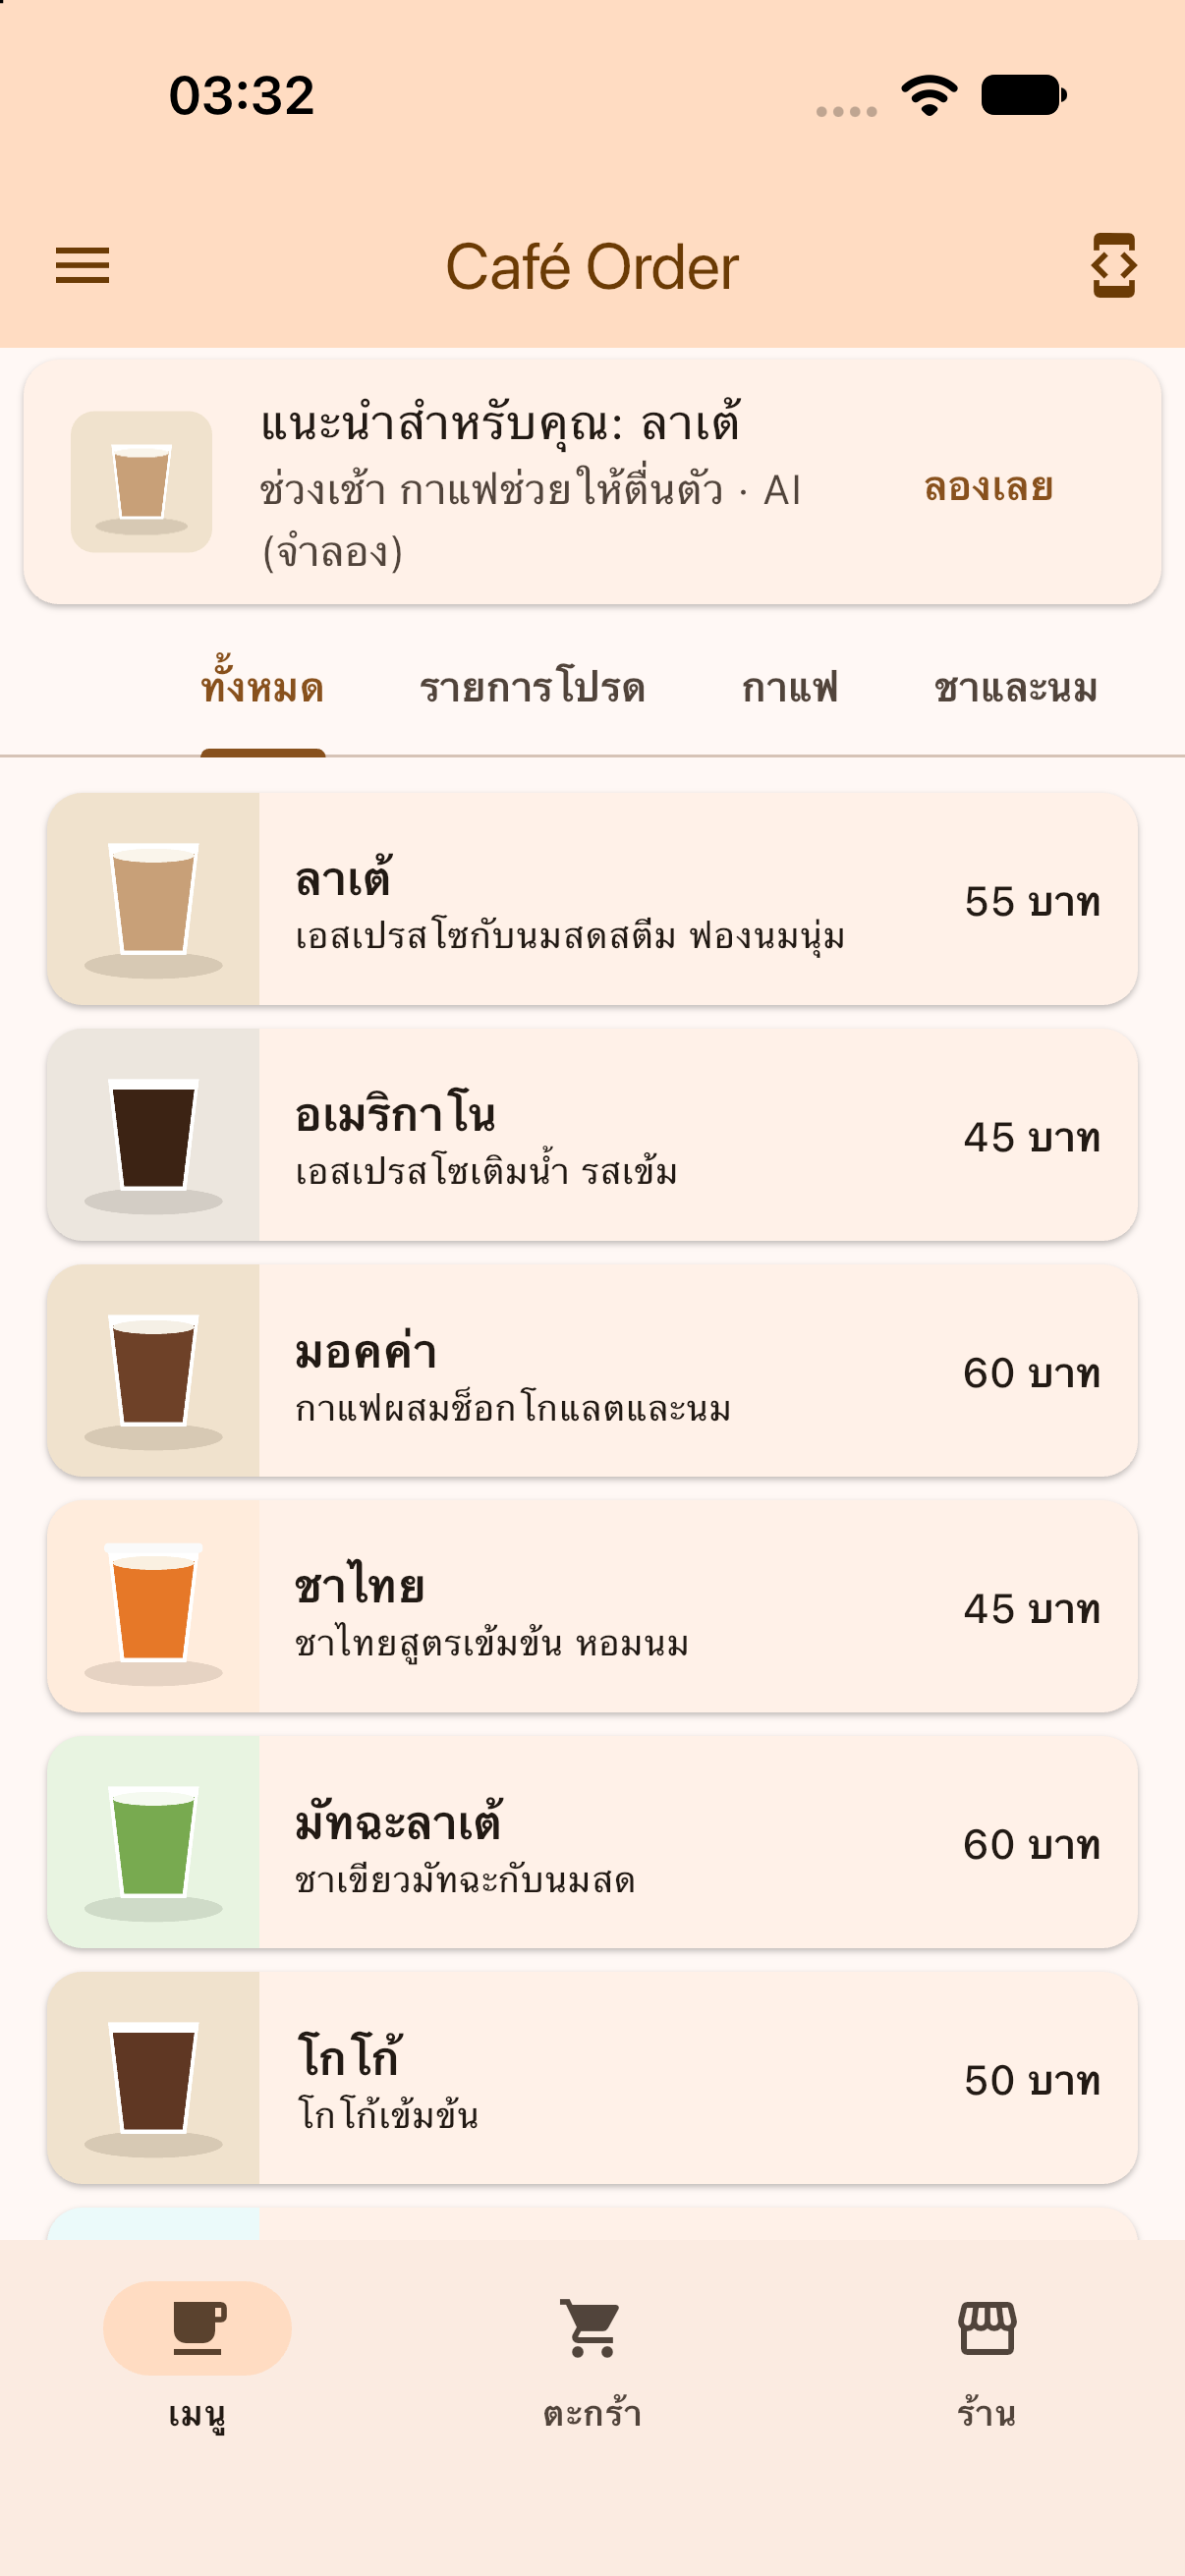 03:32
Café Order
แนะนำสำหรับคุณ: ลาเต้
ช่วงเช้า กาแฟช่วยให้ตื่นตัว · AI
(จำลอง)
ลองเลย
ทั้งหมด รายการโปรด กาแฟ ชาและนม
ลาเต้
เอสเปรสโซกับนมสดสตีม ฟองนมนุ่ม
55 บาท
อเมริกาโน
เอสเปรสโซเติมน้ำ รสเข้ม
45 บาท
มอคค่า
กาแฟผสมช็อกโกแลตและนม
60 บาท
ชาไทย
ชาไทยสูตรเข้มข้น หอมนม
45 บาท
มัทฉะลาเต้
ชาเขียวมัทฉะกับนมสด
60 บาท
โกโก้
โกโก้เข้มข้น
50 บาท
เมนู ตะกร้า ร้าน